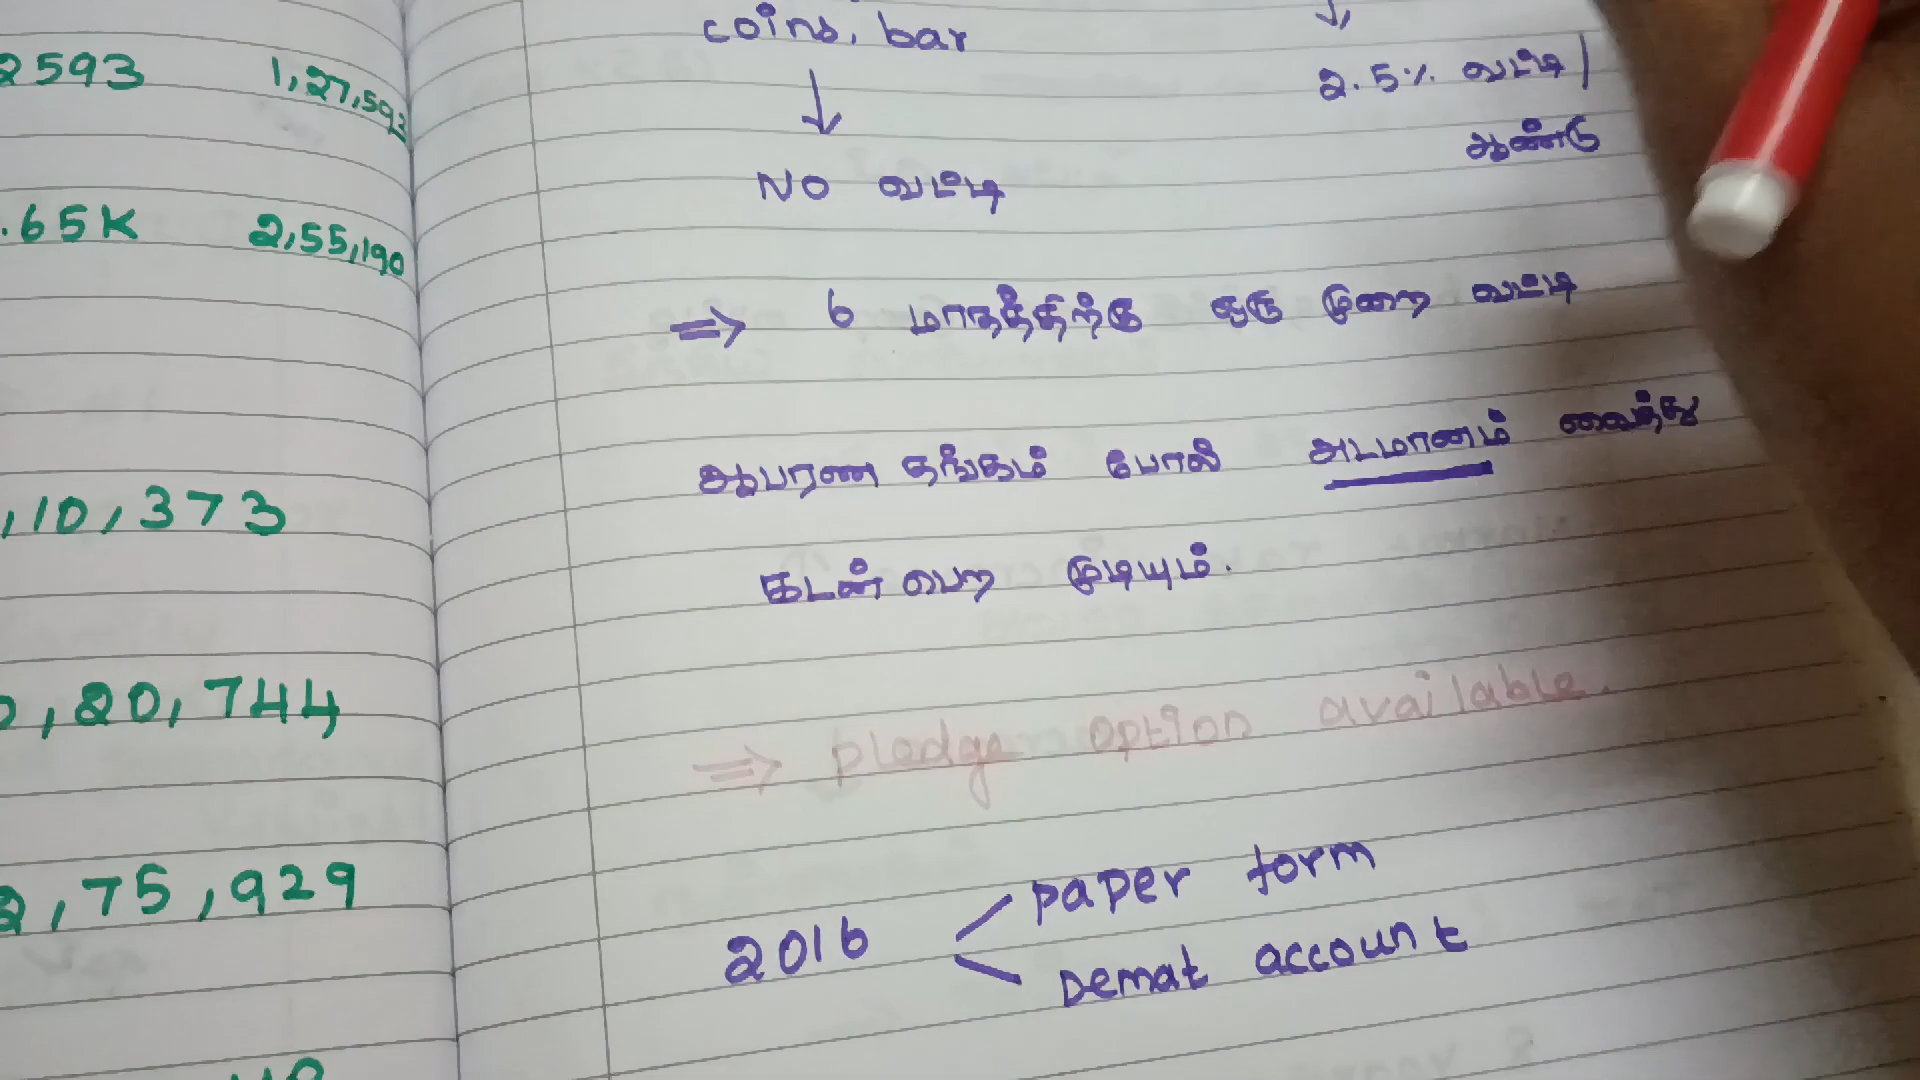 2593 1,27,593
.65K 2,55,190
,10,373
,20,744
2,75,929
coins, bar
NO வட்டி
2.5% வட்டி/
ஆண்டு
⇒ 6 மாதத்திற்கு ஒரு முறை வட்டி
ஆபரண தங்கம் போல் அடமானம் வைத்து
கடன் பெற முடியும்.
⇒ pledge option available.
2016 paper form
Demat account